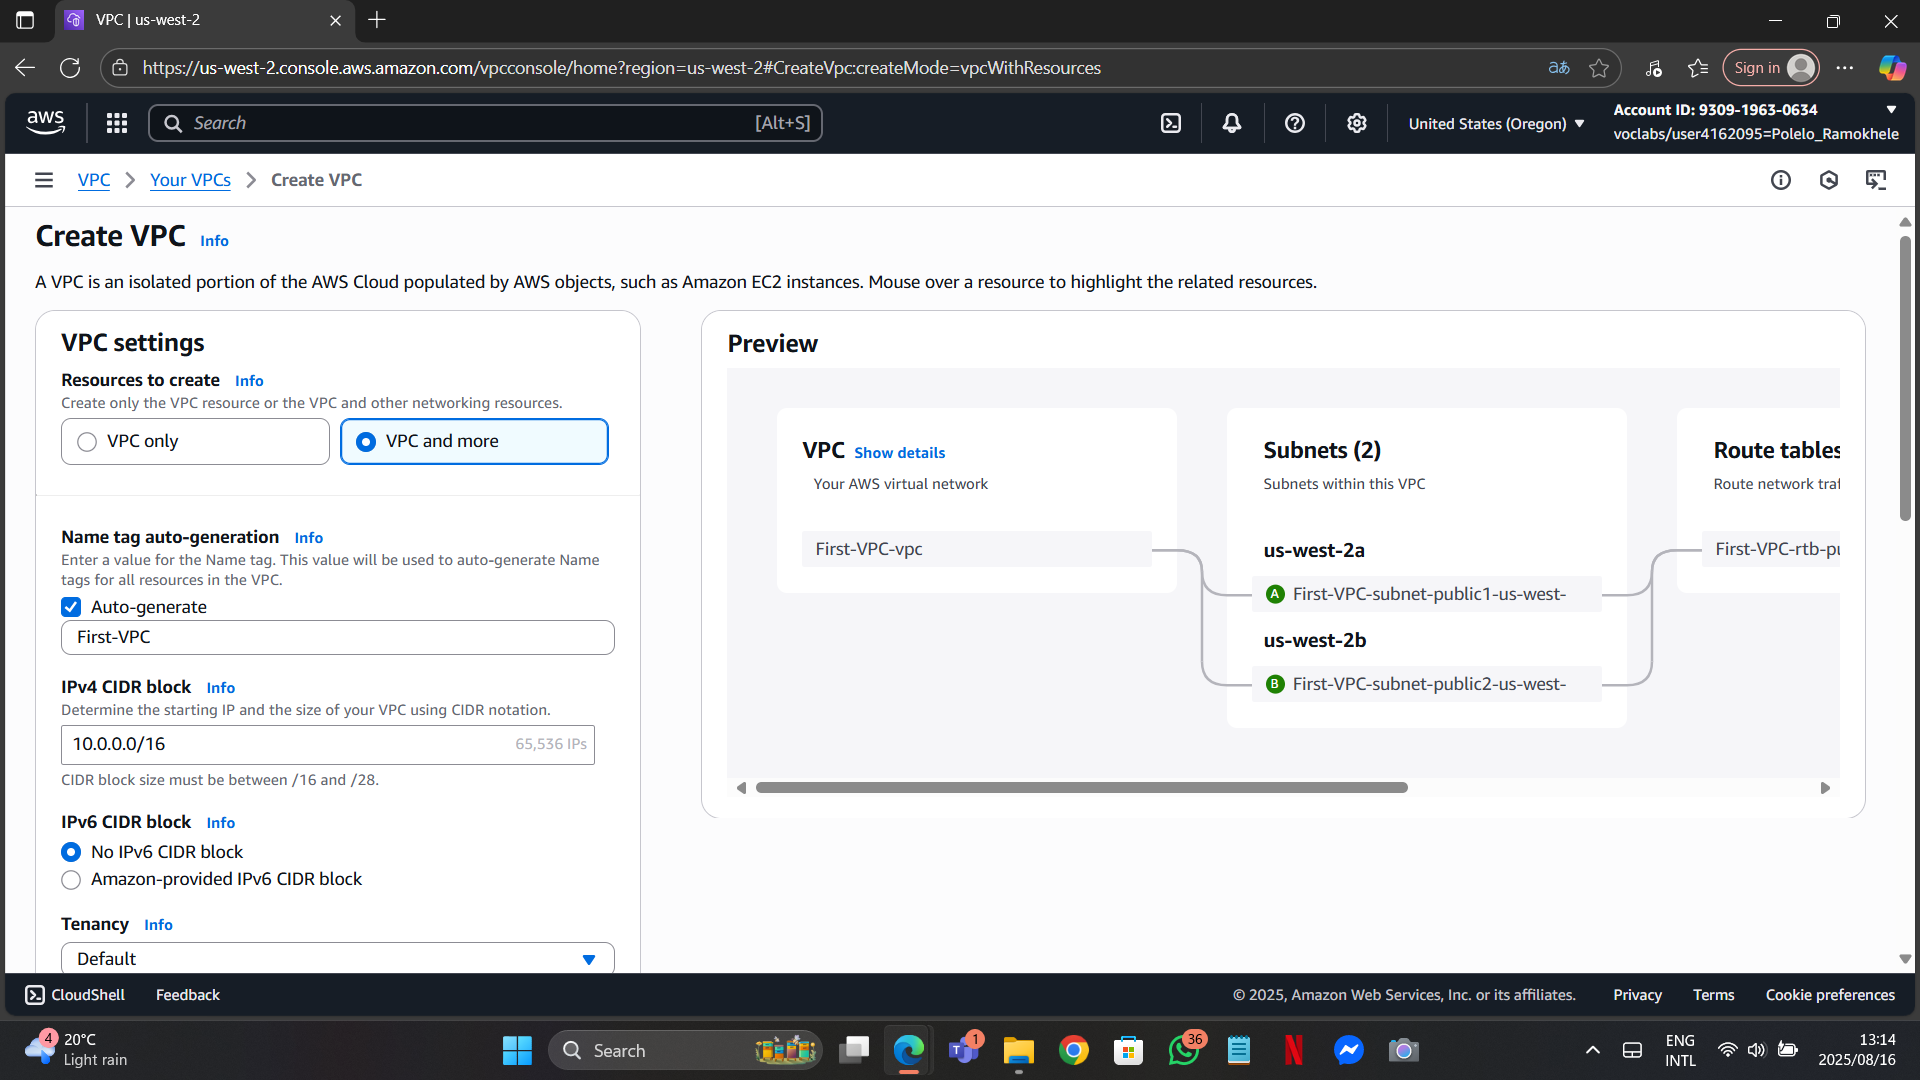 VPC | us-west-2
https://us-west-2.console.aws.amazon.com/vpcconsole/home?region=us-west-2#CreateVpc:createMode=vpcWithResources
aあ
Sign in
aws
Search
[Alt+S]
United States (Oregon)
Account ID: 9309-1963-0634
voclabs/user4162095=Polelo_Ramokhele
VPC
Your VPCs
Create VPC
Create VPC
Info
A VPC is an isolated portion of the AWS Cloud populated by AWS objects, such as Amazon EC2 instances. Mouse over a resource to highlight the related resources.
VPC settings
Resources to create Info
Create only the VPC resource or the VPC and other networking resources.
VPC only
VPC and more
Name tag auto-generation Info
Enter a value for the Name tag. This value will be used to auto-generate Name
tags for all resources in the VPC.
Auto-generate
First-VPC
IPv4 CIDR block Info
Determine the starting IP and the size of your VPC using CIDR notation.
10.0.0.0/16
65,536 IPs
CIDR block size must be between /16 and /28.
IPv6 CIDR block Info
No IPv6 CIDR block
Amazon-provided IPv6 CIDR block
Tenancy Info
Default
Preview
VPC Show details
Your AWS virtual network
First-VPC-vpc
Subnets (2)
Subnets within this VPC
us-west-2a
A First-VPC-subnet-public1-us-west-
us-west-2b
B First-VPC-subnet-public2-us-west-
Route tables
Route network traf
First-VPC-rtb-pu
CloudShell
Feedback
© 2025, Amazon Web Services, Inc. or its affiliates.
Privacy
Terms
Cookie preferences
4
20°C
Light rain
Search
1
36
ENG
INTL
13:14
2025/08/16